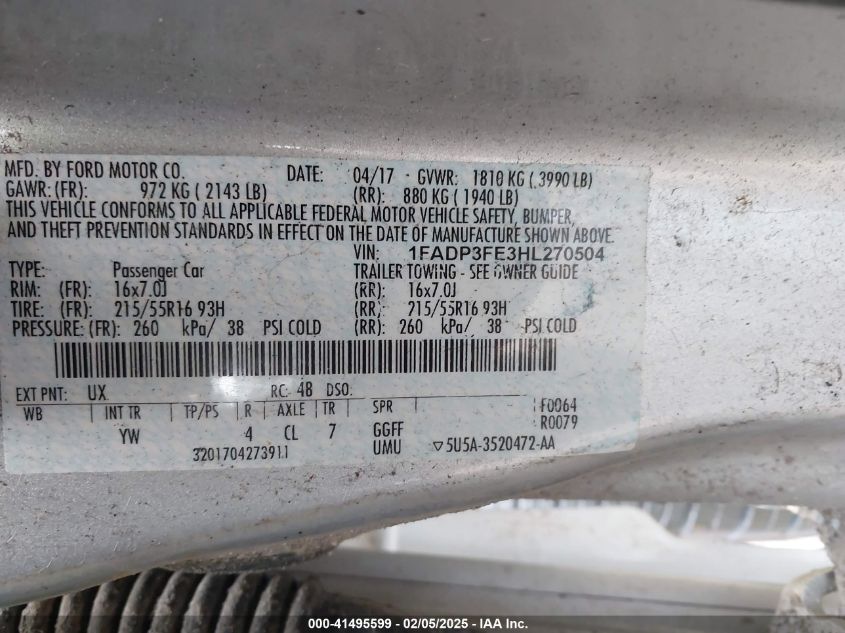 MFD. BY FORD MOTOR CO. DATE: 04/17 GVWR: 1810 KG ( 3990 LB)
GAWR: (FR): 972 KG ( 2143 LB) (RR): 880 KG ( 1940 LB)
THIS VEHICLE CONFORMS TO ALL APPLICABLE FEDERAL MOTOR VEHICLE SAFETY, BUMPER,
AND THEFT PREVENTION STANDARDS IN EFFECT ON THE DATE OF MANUFACTURE SHOWN ABOVE.
VIN: 1FADP3FE3HL270504
TYPE: Passenger Car TRAILER TOWING - SEE OWNER GUIDE
RIM: (FR): 16x7.0J (RR): 16x7.0J
TIRE: (FR): 215/55R16 93H (RR): 215/55R16 93H
PRESSURE: (FR): 260 kPa/ 38 PSI COLD (RR): 260 kPa/ 38 PSI COLD
EXT PNT: UX RC: 48 DSO:
WB INT TR TP/PS R AXLE TR SPR F0064
YW 4 CL 7 GGFF R0079
3201704273911 UMU ▽5U5A-3520472-AA
000-41495599 - 02/05/2025 - IAA Inc.